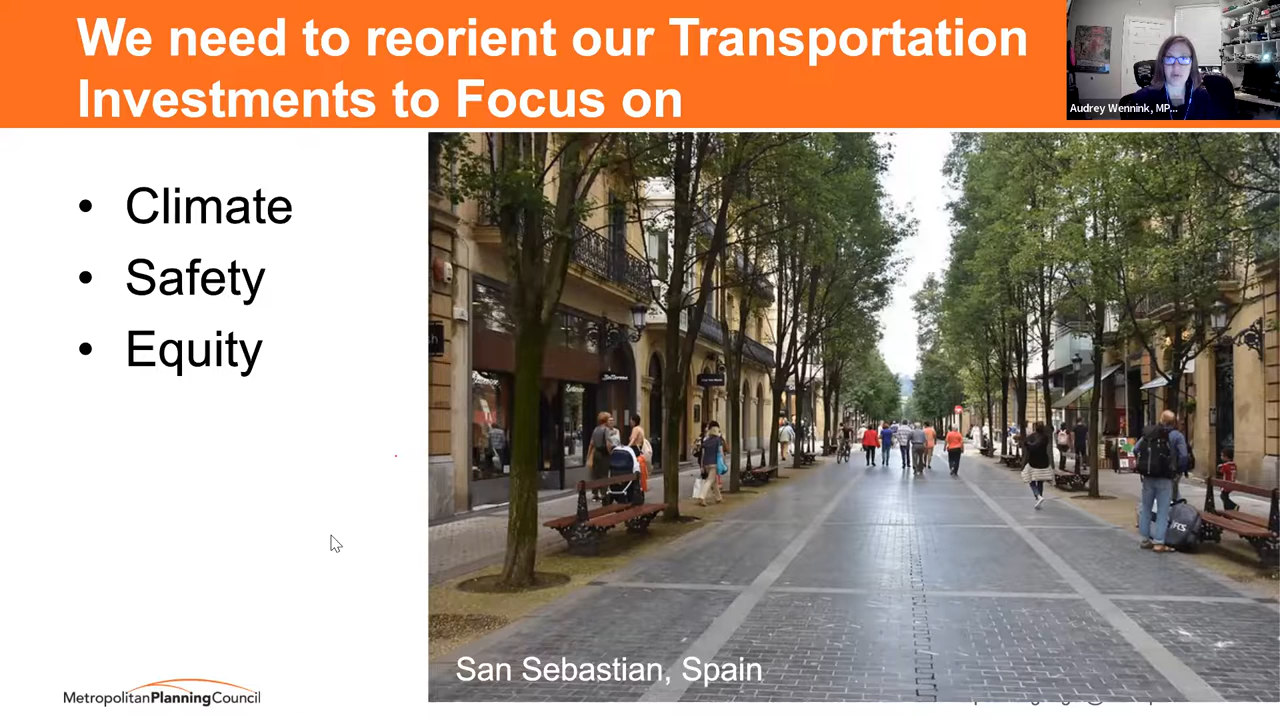 We need to reorient our Transportation
Investments to Focus on
Audrey Wennink, MP...
• Climate
• Safety
• Equity
San Sebastian, Spain
MetropolitanPlanningCouncil